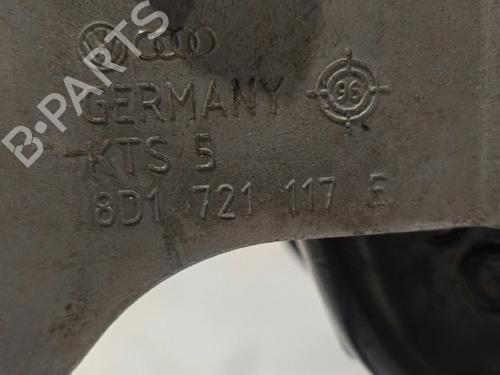 GERMANY
96
KTS 5
8D1 721 117 E
B-PARTS